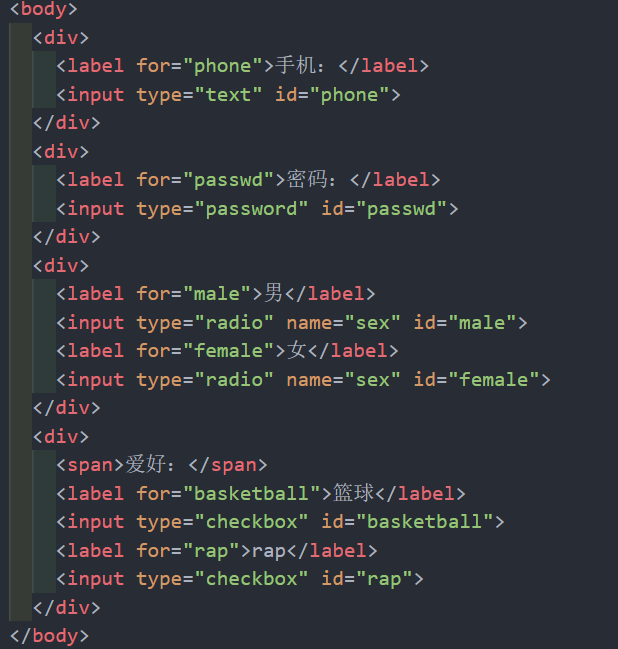 <body>
<div>
<label for="phone">手机：</label>
<input type="text" id="phone">
</div>
<div>
<label for="passwd">密码：</label>
<input type="password" id="passwd">
</div>
<div>
<label for="male">男</label>
<input type="radio" name="sex" id="male">
<label for="female">女</label>
<input type="radio" name="sex" id="female">
</div>
<div>
<span>爱好：</span>
<label for="basketball">篮球</label>
<input type="checkbox" id="basketball">
<label for="rap">rap</label>
<input type="checkbox" id="rap">
</div>
</body>